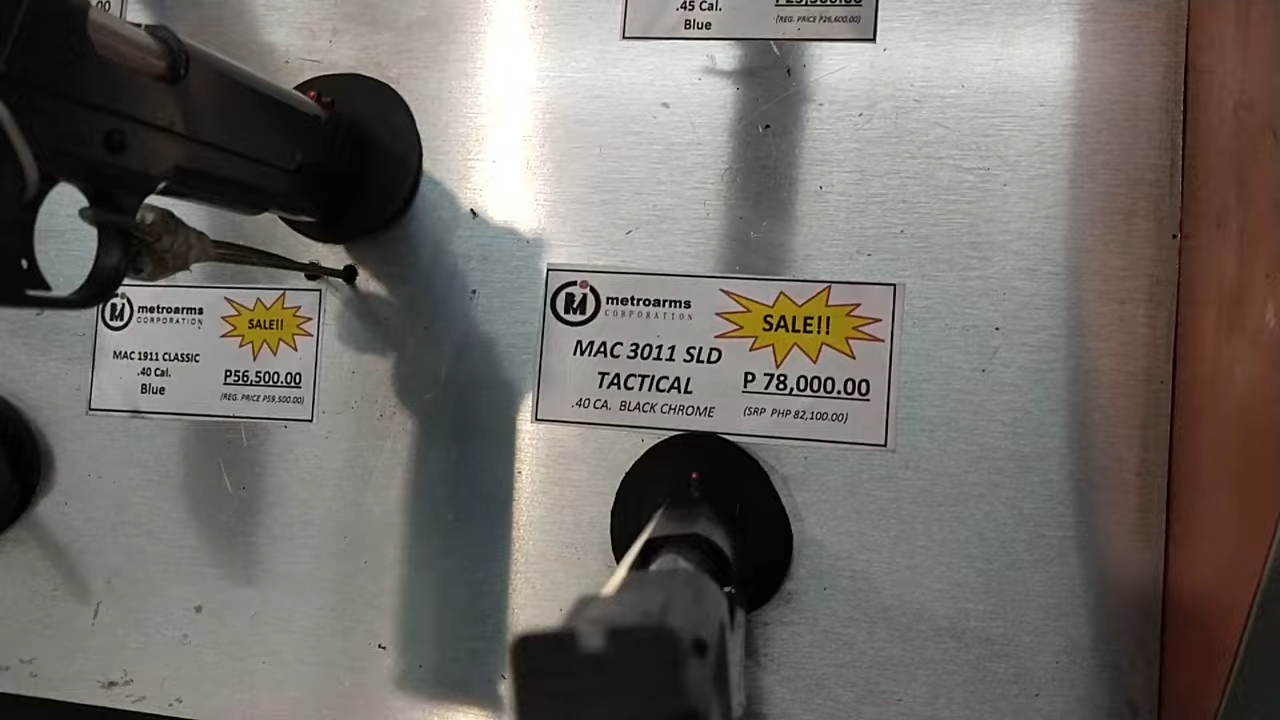 00
.45 Cal.
Blue
(REG. PRICE P26,600.00)
metroarms
CORPORATION
SALE!!
MAC 1911 CLASSIC
.40 Cal.
Blue
P56,500.00
(REG. PRICE P59,500.00)
metroarms
CORPORATION
SALE!!
MAC 3011 SLD
TACTICAL
.40 CA. BLACK CHROME
P 78,000.00
(SRP PHP 82,100.00)